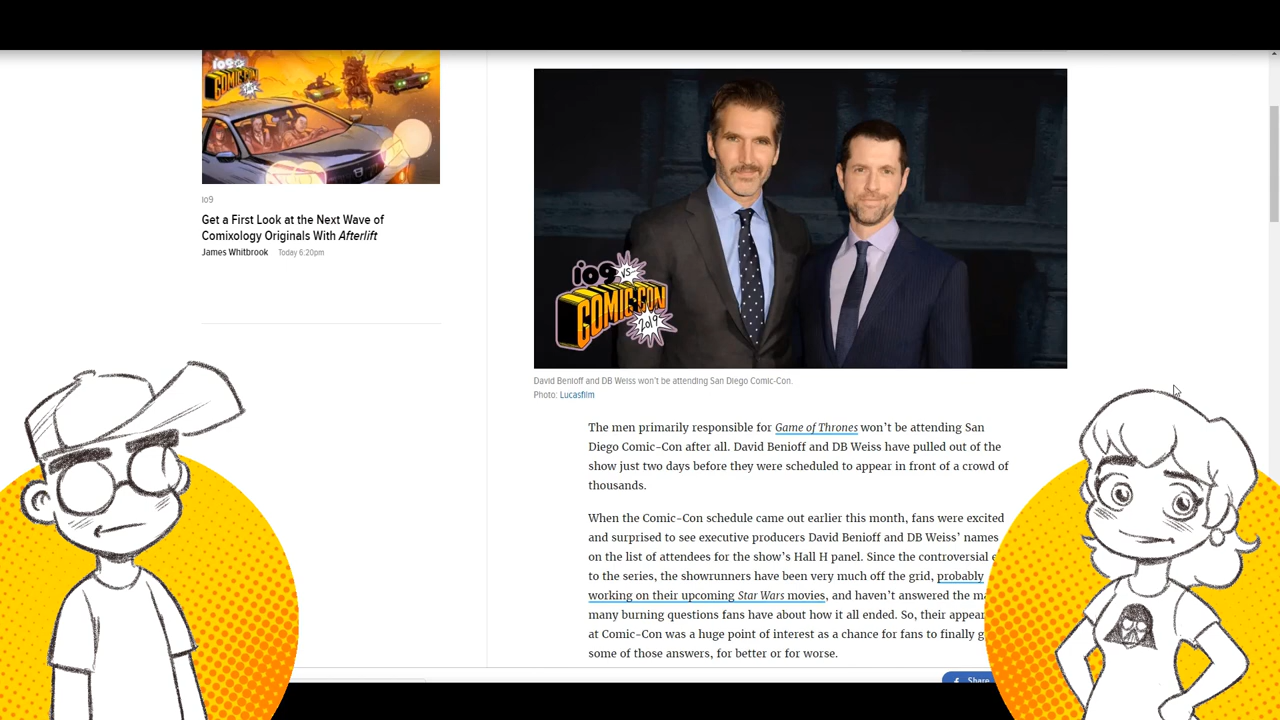 io9
COMIC-CON
io9
Get a First Look at the Next Wave of
Comixology Originals With Afterlift
James Whitbrook Today 6:20pm
io9 VS
COMIC-CON
2019
David Benioff and DB Weiss won't be attending San Diego Comic-Con.
Photo: Lucasfilm
The men primarily responsible for Game of Thrones won't be attending San
Diego Comic-Con after all. David Benioff and DB Weiss have pulled out of the
show just two days before they were scheduled to appear in front of a crowd of
thousands.
When the Comic-Con schedule came out earlier this month, fans were excited
and surprised to see executive producers David Benioff and DB Weiss' names
on the list of attendees for the show's Hall H panel. Since the controversial e
to the series, the showrunners have been very much off the grid, probably
working on their upcoming Star Wars movies, and haven't answered the ma
many burning questions fans have about how it all ended. So, their appear
at Comic-Con was a huge point of interest as a chance for fans to finally g
some of those answers, for better or for worse.
Share